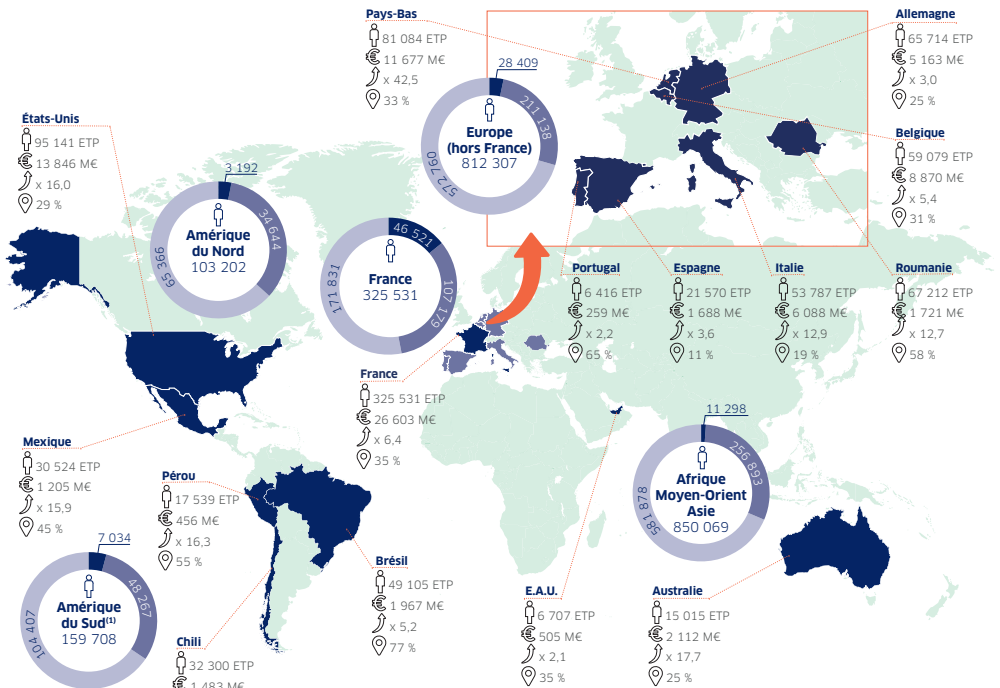 Pays-Bas
81 084 ETP
11 677 M€
x 42,5
33 %
Allemagne
65 714 ETP
5 163 M€
x 3,0
25 %
28 409
211 138
572 760
Europe
(hors France)
812 307
Belgique
59 079 ETP
8 870 M€
x 5,4
31 %
États-Unis
95 141 ETP
13 846 M€
x 16,0
29 %
3 192
34 644
65 366
Amérique
du Nord
103 202
46 521
107 179
171 831
France
325 531
Portugal
6 416 ETP
259 M€
x 2,2
65 %
Espagne
21 570 ETP
1 688 M€
x 3,6
11 %
Italie
53 787 ETP
6 088 M€
x 12,9
19 %
Roumanie
67 212 ETP
1 721 M€
x 12,7
58 %
France
325 531 ETP
26 603 M€
x 6,4
35 %
Mexique
30 524 ETP
1 205 M€
x 15,9
45 %
Pérou
17 539 ETP
456 M€
x 16,3
55 %
11 298
256 893
581 878
Afrique
Moyen-Orient
Asie
850 069
7 034
48 267
104 407
Amérique
du Sud(1)
159 708
Brésil
49 105 ETP
1 967 M€
x 5,2
77 %
Chili
32 300 ETP
1 483 M€
E.A.U.
6 707 ETP
505 M€
x 2,1
35 %
Australie
15 015 ETP
2 112 M€
x 17,7
25 %